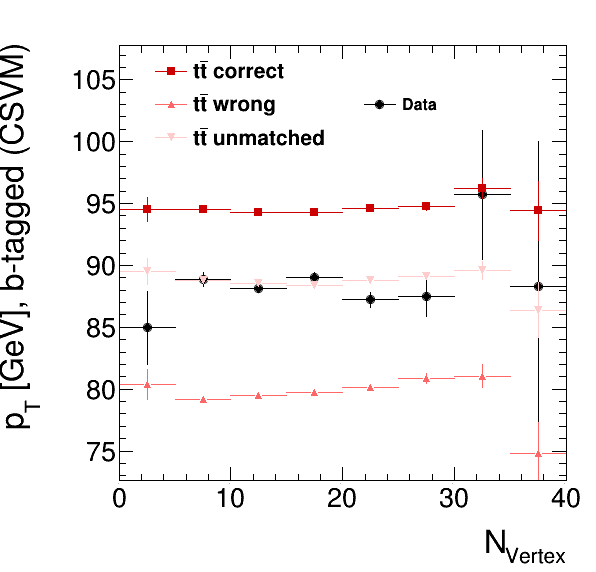 p_T [GeV], b-tagged (CSVM)
105
100
95
90
85
80
75
tt̄ correct
tt̄ wrong
Data
tt̄ unmatched
0 10 20 30 40
N_Vertex